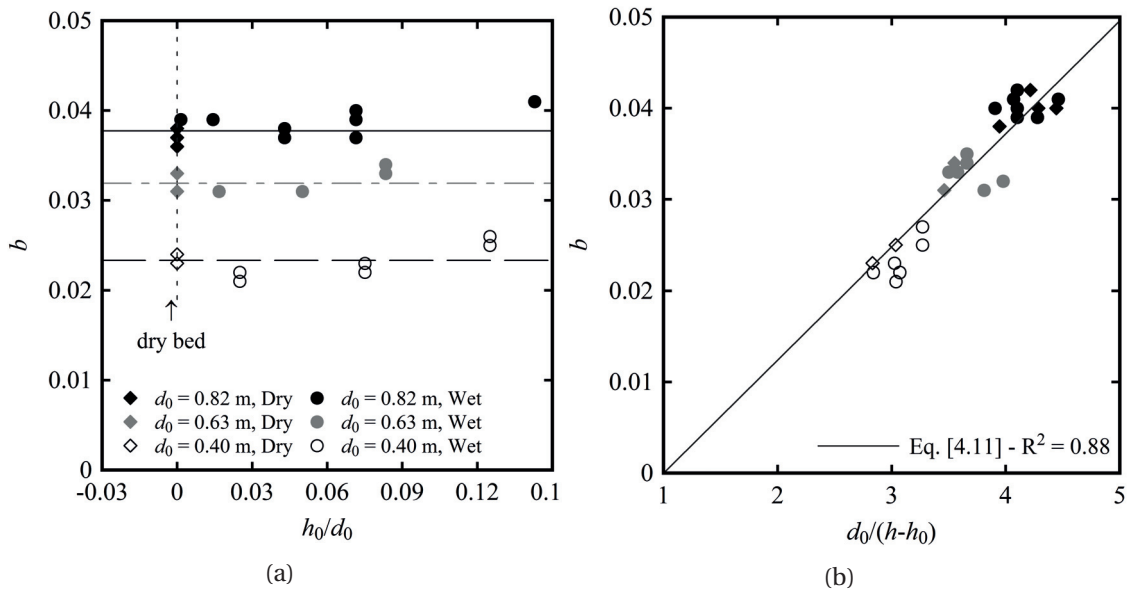 0.05
0.04
0.03
0.02
0.01
0
b
-0.03 0 0.03 0.06 0.09 0.12 0.1
h₀/d₀
↑
dry bed
d₀ = 0.82 m, Dry d₀ = 0.82 m, Wet
d₀ = 0.63 m, Dry d₀ = 0.63 m, Wet
d₀ = 0.40 m, Dry d₀ = 0.40 m, Wet
(a)
0.05
0.04
0.03
0.02
0.01
0
b
1 2 3 4 5
d₀/(h-h₀)
Eq. [4.11] - R² = 0.88
(b)